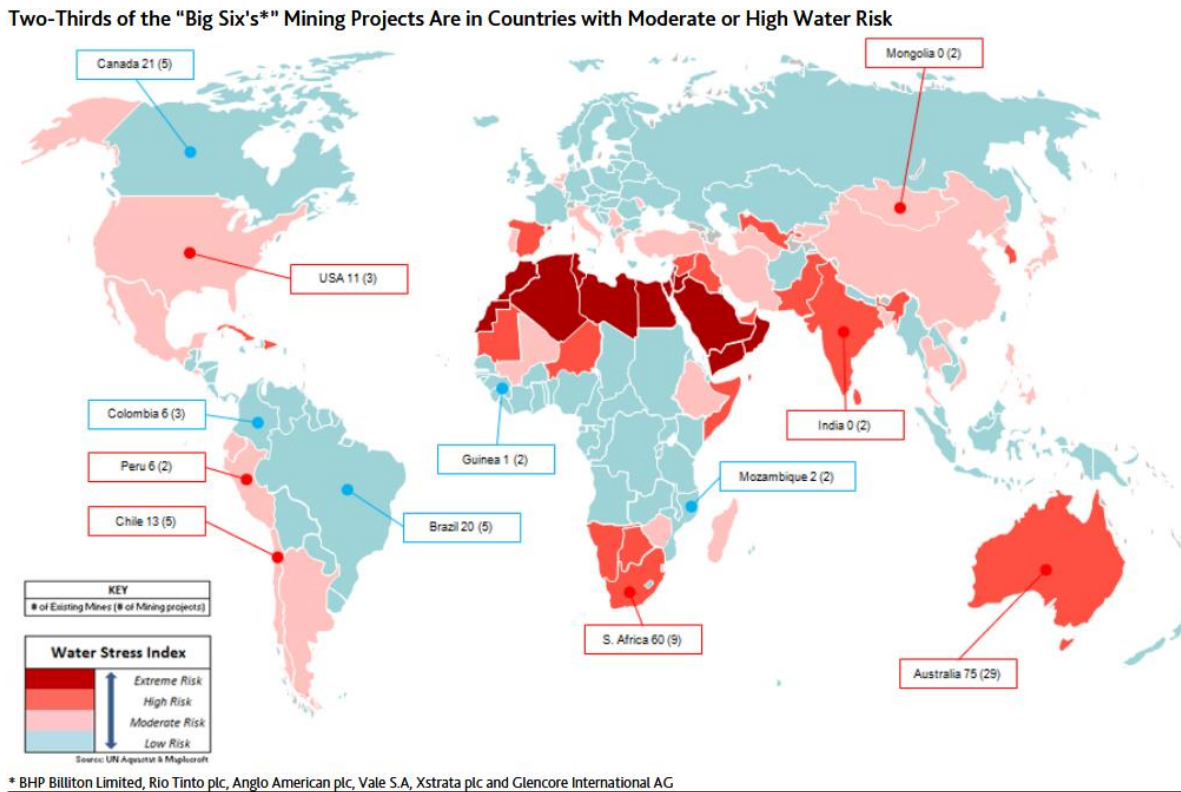 Two-Thirds of the “Big Six's*” Mining Projects Are in Countries with Moderate or High Water Risk
Canada 21 (5)
Mongolia 0 (2)
USA 11 (3)
Colombia 6 (3)
India 0 (2)
Guinea 1 (2)
Peru 6 (2)
Mozambique 2 (2)
Chile 13 (5)
Brazil 20 (5)
KEY
# of Existing Mines (# of Mining projects)
S. Africa 60 (9)
Water Stress Index
Australia 75 (29)
Extreme Risk
High Risk
Moderate Risk
Low Risk
Source: UN Aquastat & Maplecroft
* BHP Billiton Limited, Rio Tinto plc, Anglo American plc, Vale S.A, Xstrata plc and Glencore International AG